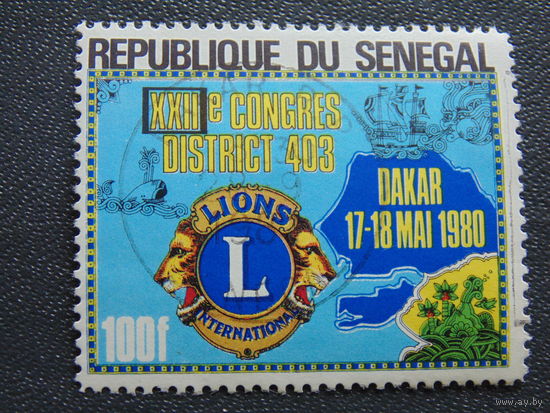 REPUBLIQUE DU SENEGAL
XXIIe CONGRES
DISTRICT 403
DAKAR
17-18 MAI 1980
LIONS
L
INTERNATIONAL
100f
www.ay.by